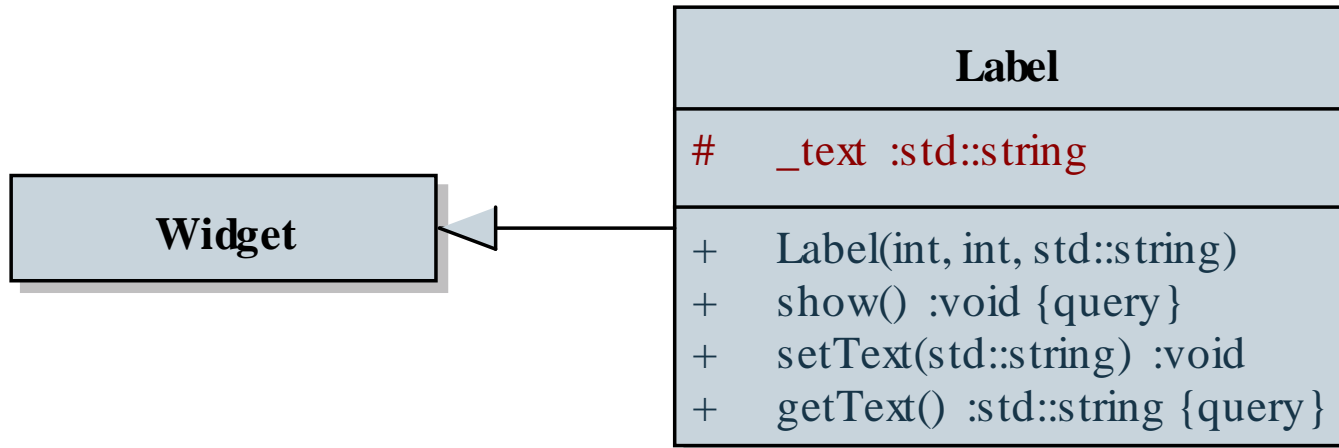 Widget
Label
# _text :std::string
+ Label(int, int, std::string)
+ show() :void {query}
+ setText(std::string) :void
+ getText() :std::string {query}